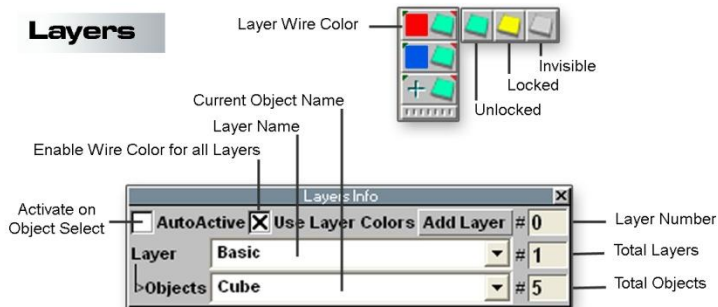 Layers
Layer Wire Color
Invisible
Locked
Unlocked
Current Object Name
Layer Name
Enable Wire Color for all Layers
Activate on
Object Select
Layers Info
AutoActive Use Layer Colors Add Layer # 0
Layer Number
Layer Basic # 1
Total Layers
Objects Cube # 5
Total Objects